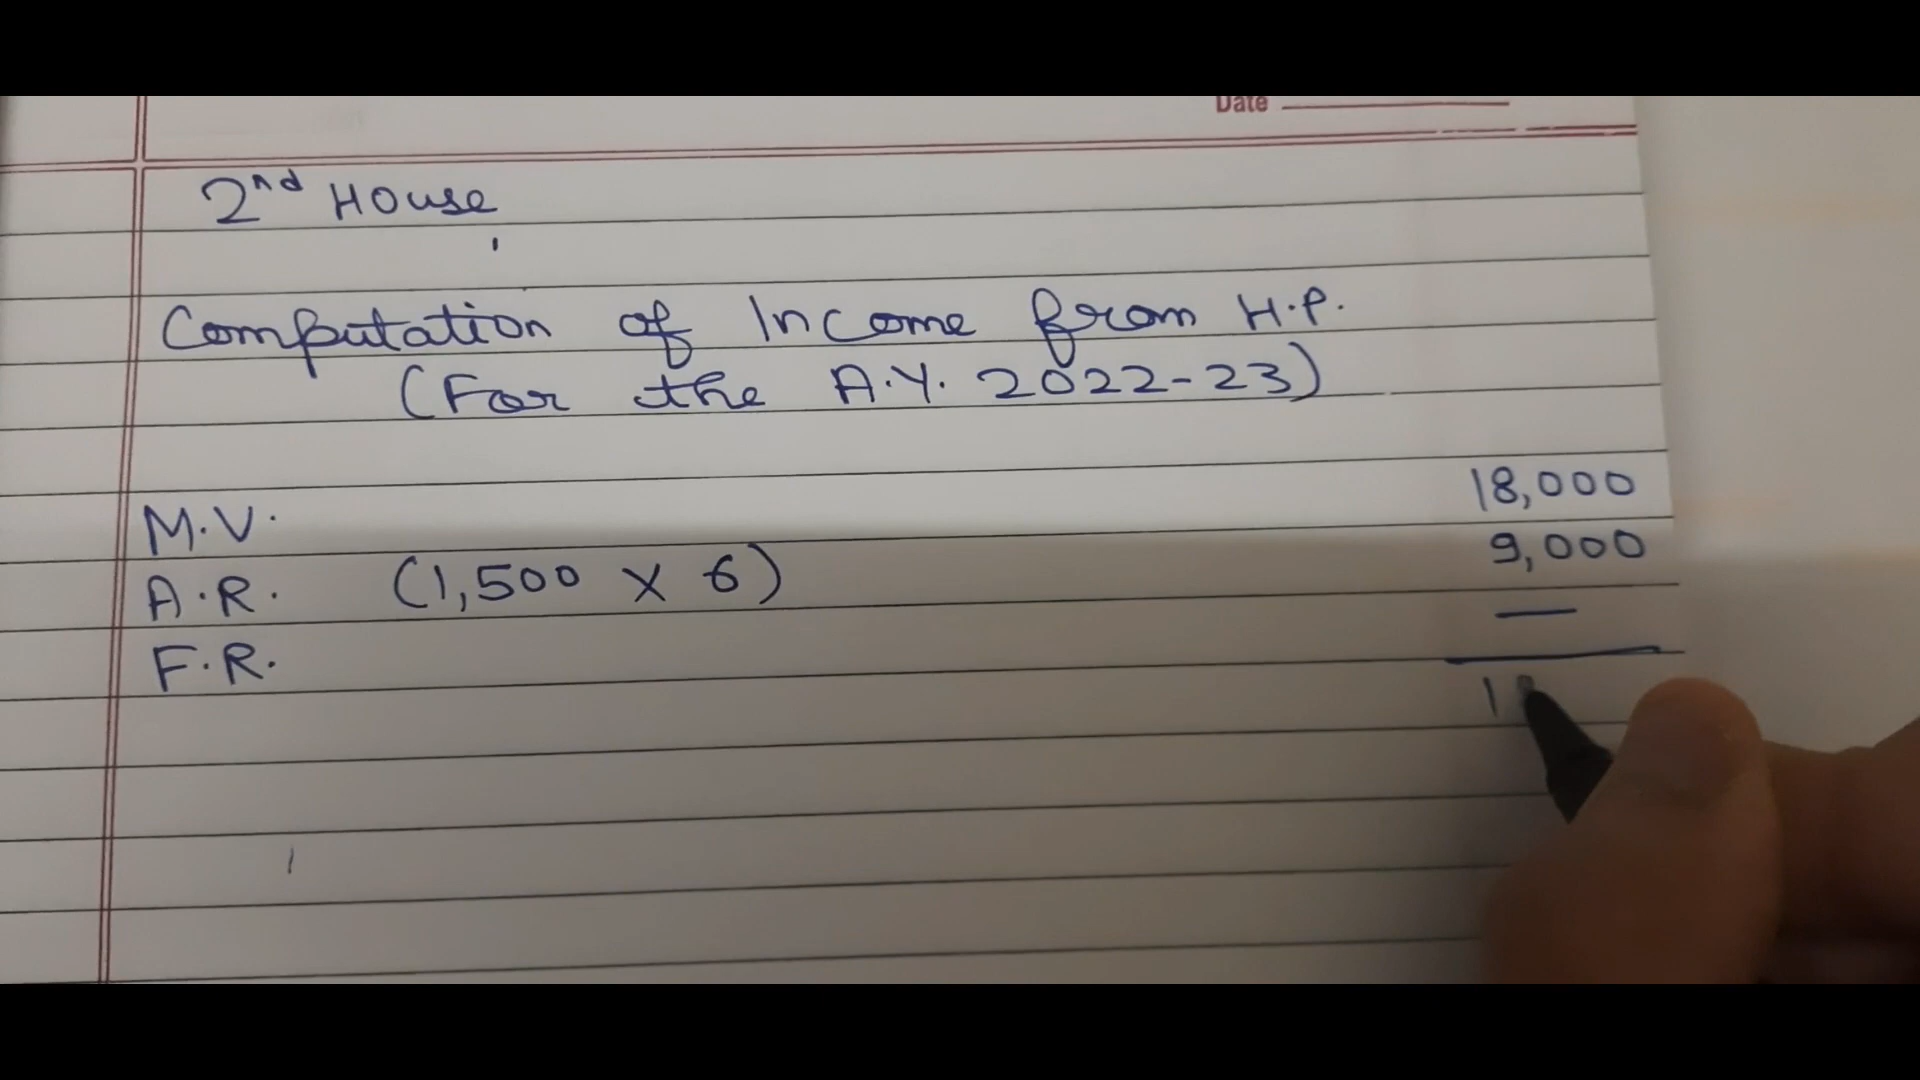 Date
2nd House
Computation of Income from H.P.
(For the A.Y. 2022-23)
M.V. 18,000
A.R. (1,500 X 6) 9,000
F.R. —